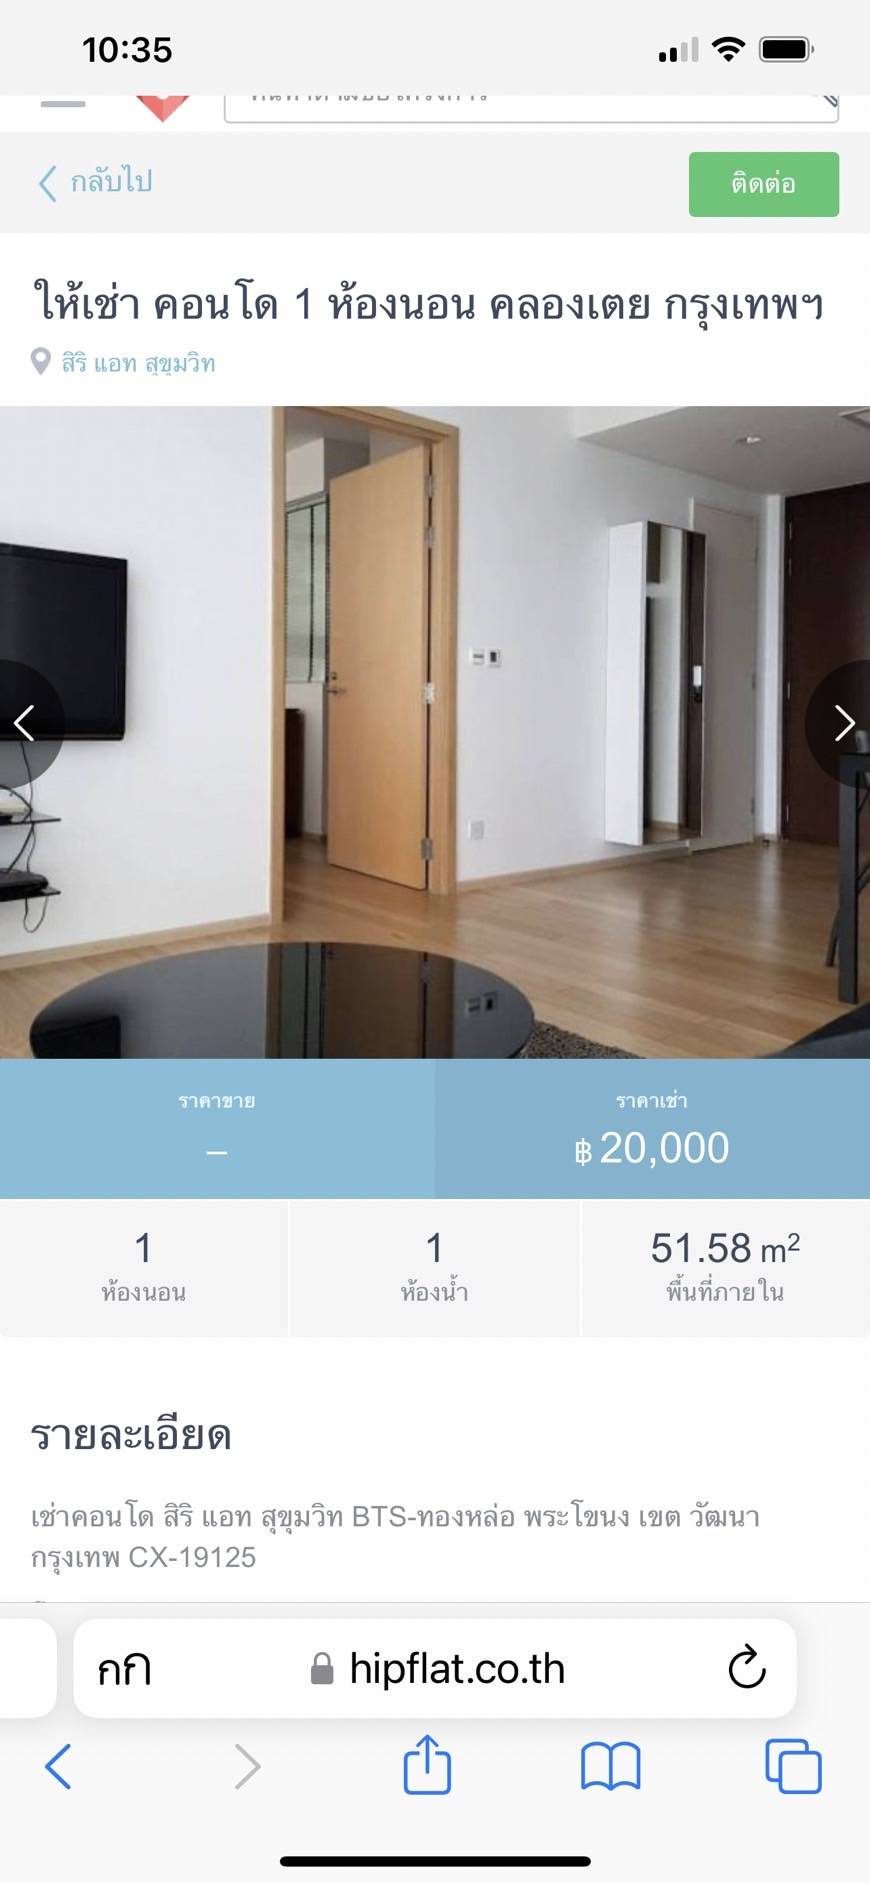 10:35
กลับไป
ติดต่อ
ให้เช่า คอนโด 1 ห้องนอน คลองเตย กรุงเทพฯ
สิริ แอท สุขุมวิท
ราคาขาย
ราคาเช่า
–
฿ 20,000
1
1
51.58 m²
ห้องนอน
ห้องน้ำ
พื้นที่ภายใน
รายละเอียด
เช่าคอนโด สิริ แอท สุขุมวิท BTS-ทองหล่อ พระโขนง เขต วัฒนา
กรุงเทพ CX-19125
กก
hipflat.co.th